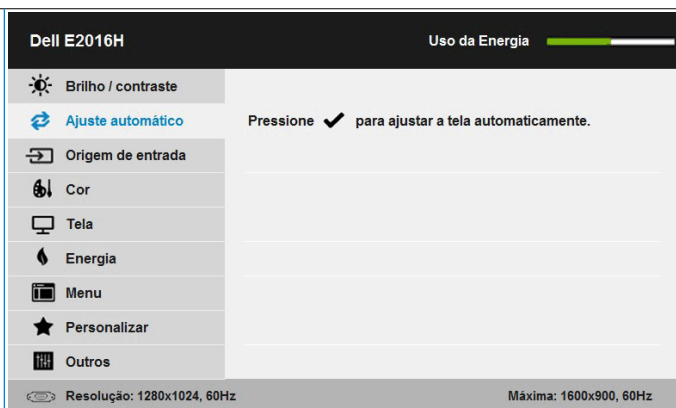 Dell E2016H Uso da Energia
Brilho / contraste
Ajuste automático Pressione ✔ para ajustar a tela automaticamente.
Origem de entrada
Cor
Tela
Energia
Menu
Personalizar
Outros
Resolução: 1280x1024, 60Hz Máxima: 1600x900, 60Hz